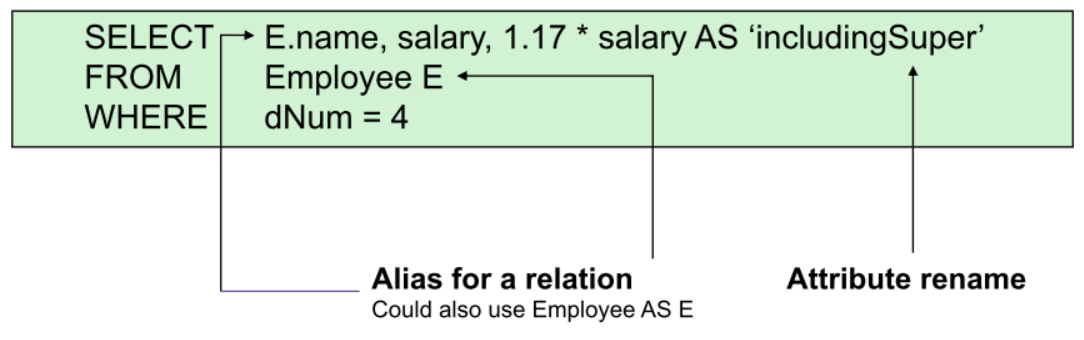 SELECT E.name, salary, 1.17 * salary AS ‘includingSuper’
FROM Employee E
WHERE dNum = 4
Alias for a relation
Could also use Employee AS E
Attribute rename